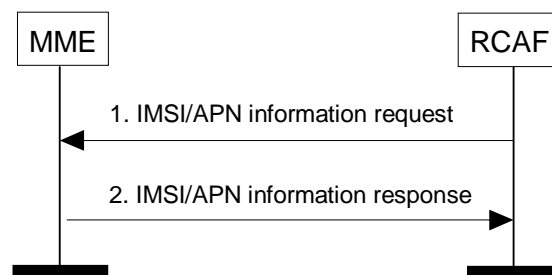 MME
RCAF
1. IMSI/APN information request
2. IMSI/APN information response